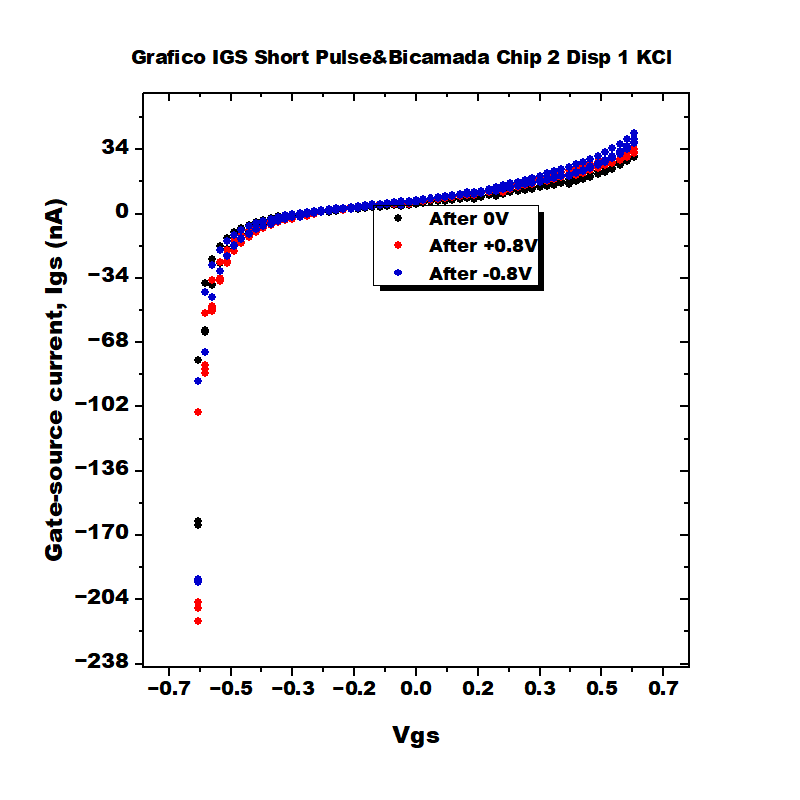 Grafico IGS Short Pulse&Bicamada Chip 2 Disp 1 KCl
34
0
−34
−68
−102
−136
−170
−204
−238
Gate-source current, Igs (nA)
After 0V
After +0.8V
After -0.8V
−0.7 −0.5 −0.3 −0.2 0.0 0.2 0.3 0.5 0.7
Vgs